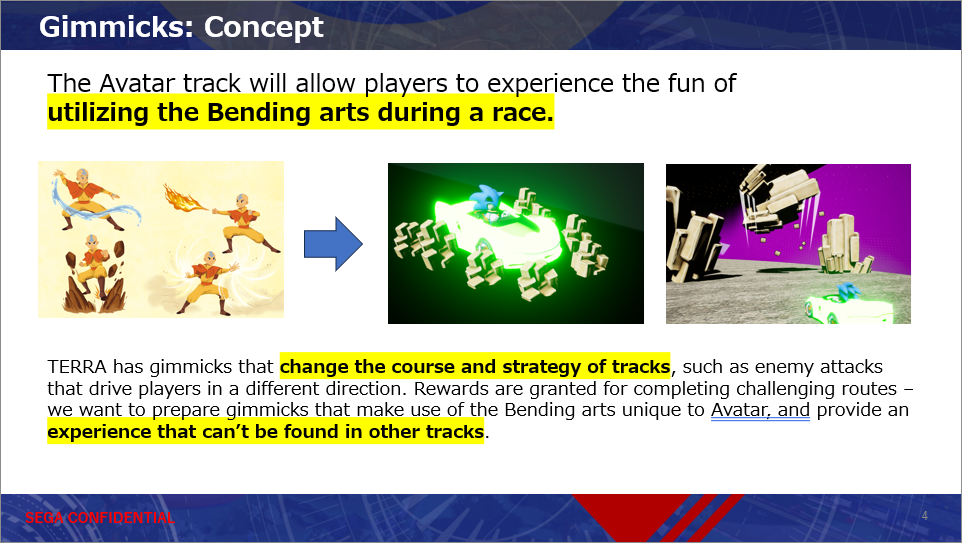 Gimmicks: Concept
The Avatar track will allow players to experience the fun of
utilizing the Bending arts during a race.
TERRA has gimmicks that change the course and strategy of tracks, such as enemy attacks
that drive players in a different direction. Rewards are granted for completing challenging routes –
we want to prepare gimmicks that make use of the Bending arts unique to Avatar, and provide an
experience that can’t be found in other tracks.
SEGA CONFIDENTIAL
4